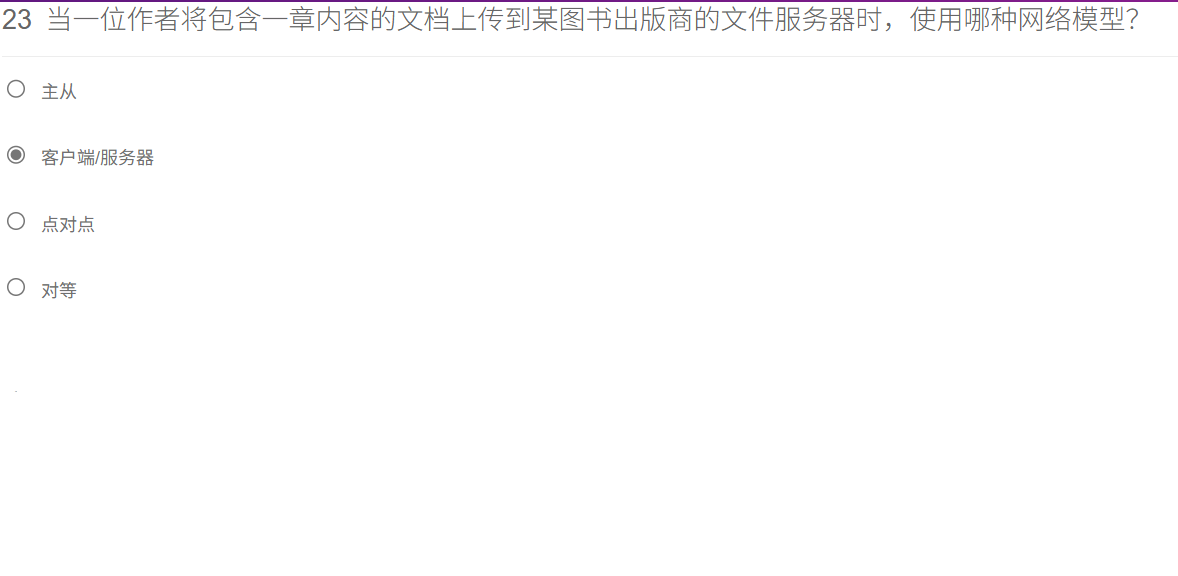 23 当一位作者将包含一章内容的文档上传到某图书出版商的文件服务器时，使用哪种网络模型？
主从
客户端/服务器
点对点
对等